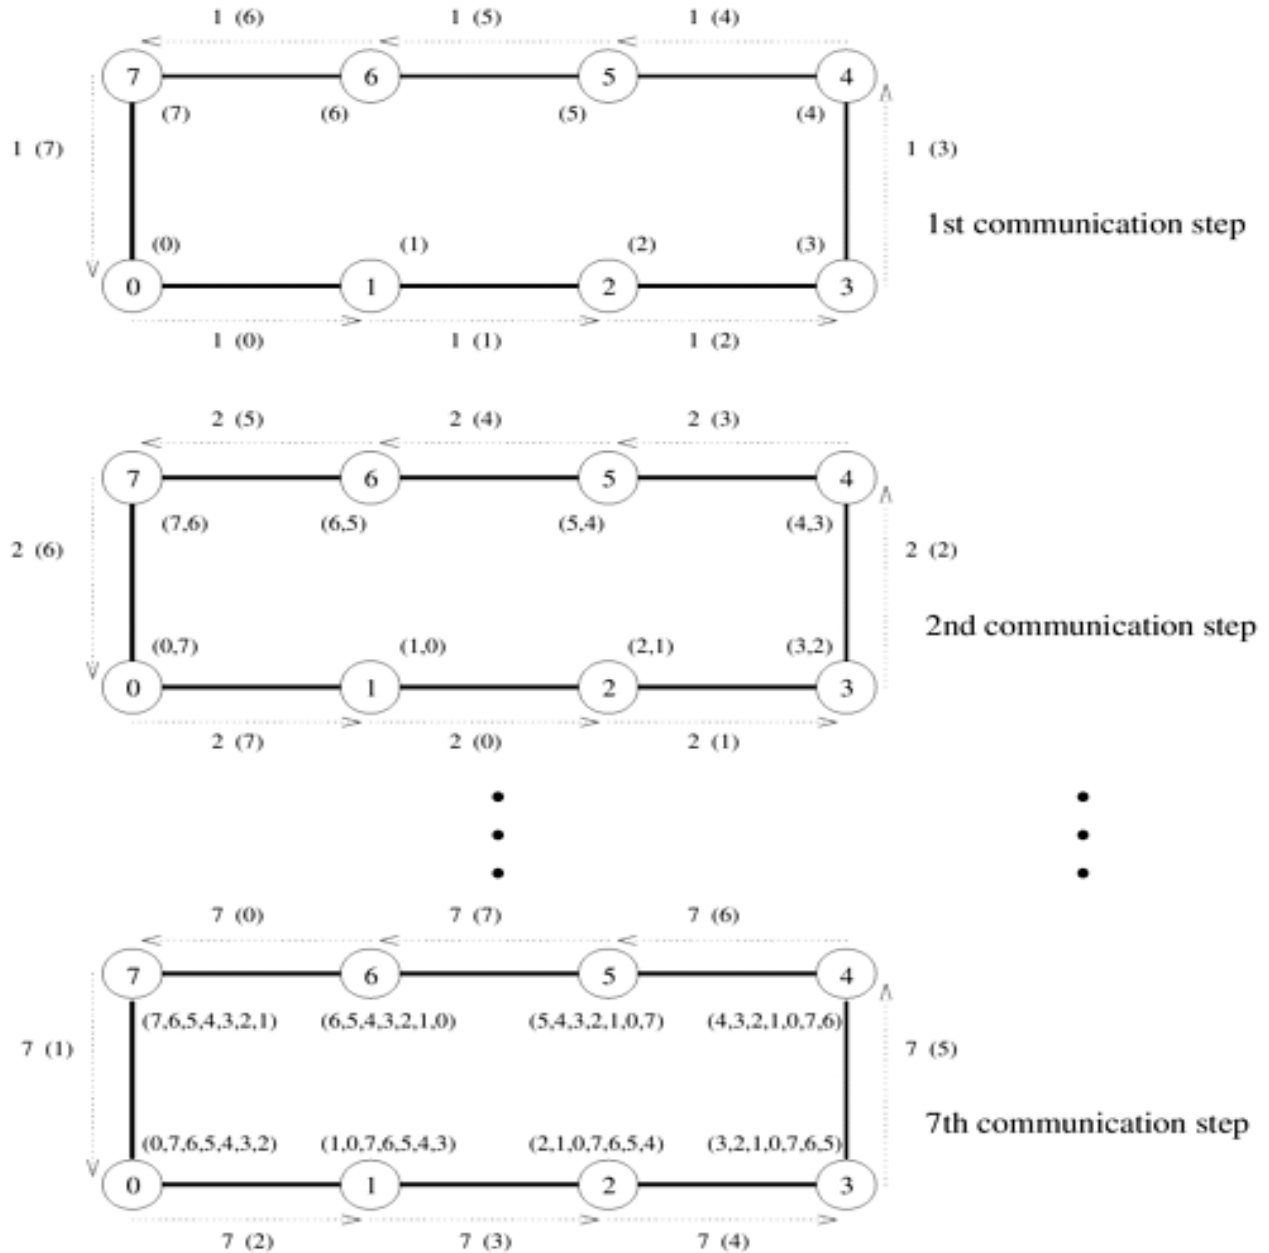 1 (6) 1 (5) 1 (4)
7 6 5 4
(7) (6) (5) (4)
1 (7) 1 (3)
1st communication step
(0) (1) (2) (3)
0 1 2 3
1 (0) 1 (1) 1 (2)
2 (5) 2 (4) 2 (3)
7 6 5 4
(7,6) (6,5) (5,4) (4,3)
2 (6) 2 (2)
2nd communication step
(0,7) (1,0) (2,1) (3,2)
0 1 2 3
2 (7) 2 (0) 2 (1)
7 (0) 7 (7) 7 (6)
7 6 5 4
(7,6,5,4,3,2,1) (6,5,4,3,2,1,0) (5,4,3,2,1,0,7) (4,3,2,1,0,7,6)
7 (1) 7 (5)
7th communication step
(0,7,6,5,4,3,2) (1,0,7,6,5,4,3) (2,1,0,7,6,5,4) (3,2,1,0,7,6,5)
0 1 2 3
7 (2) 7 (3) 7 (4)